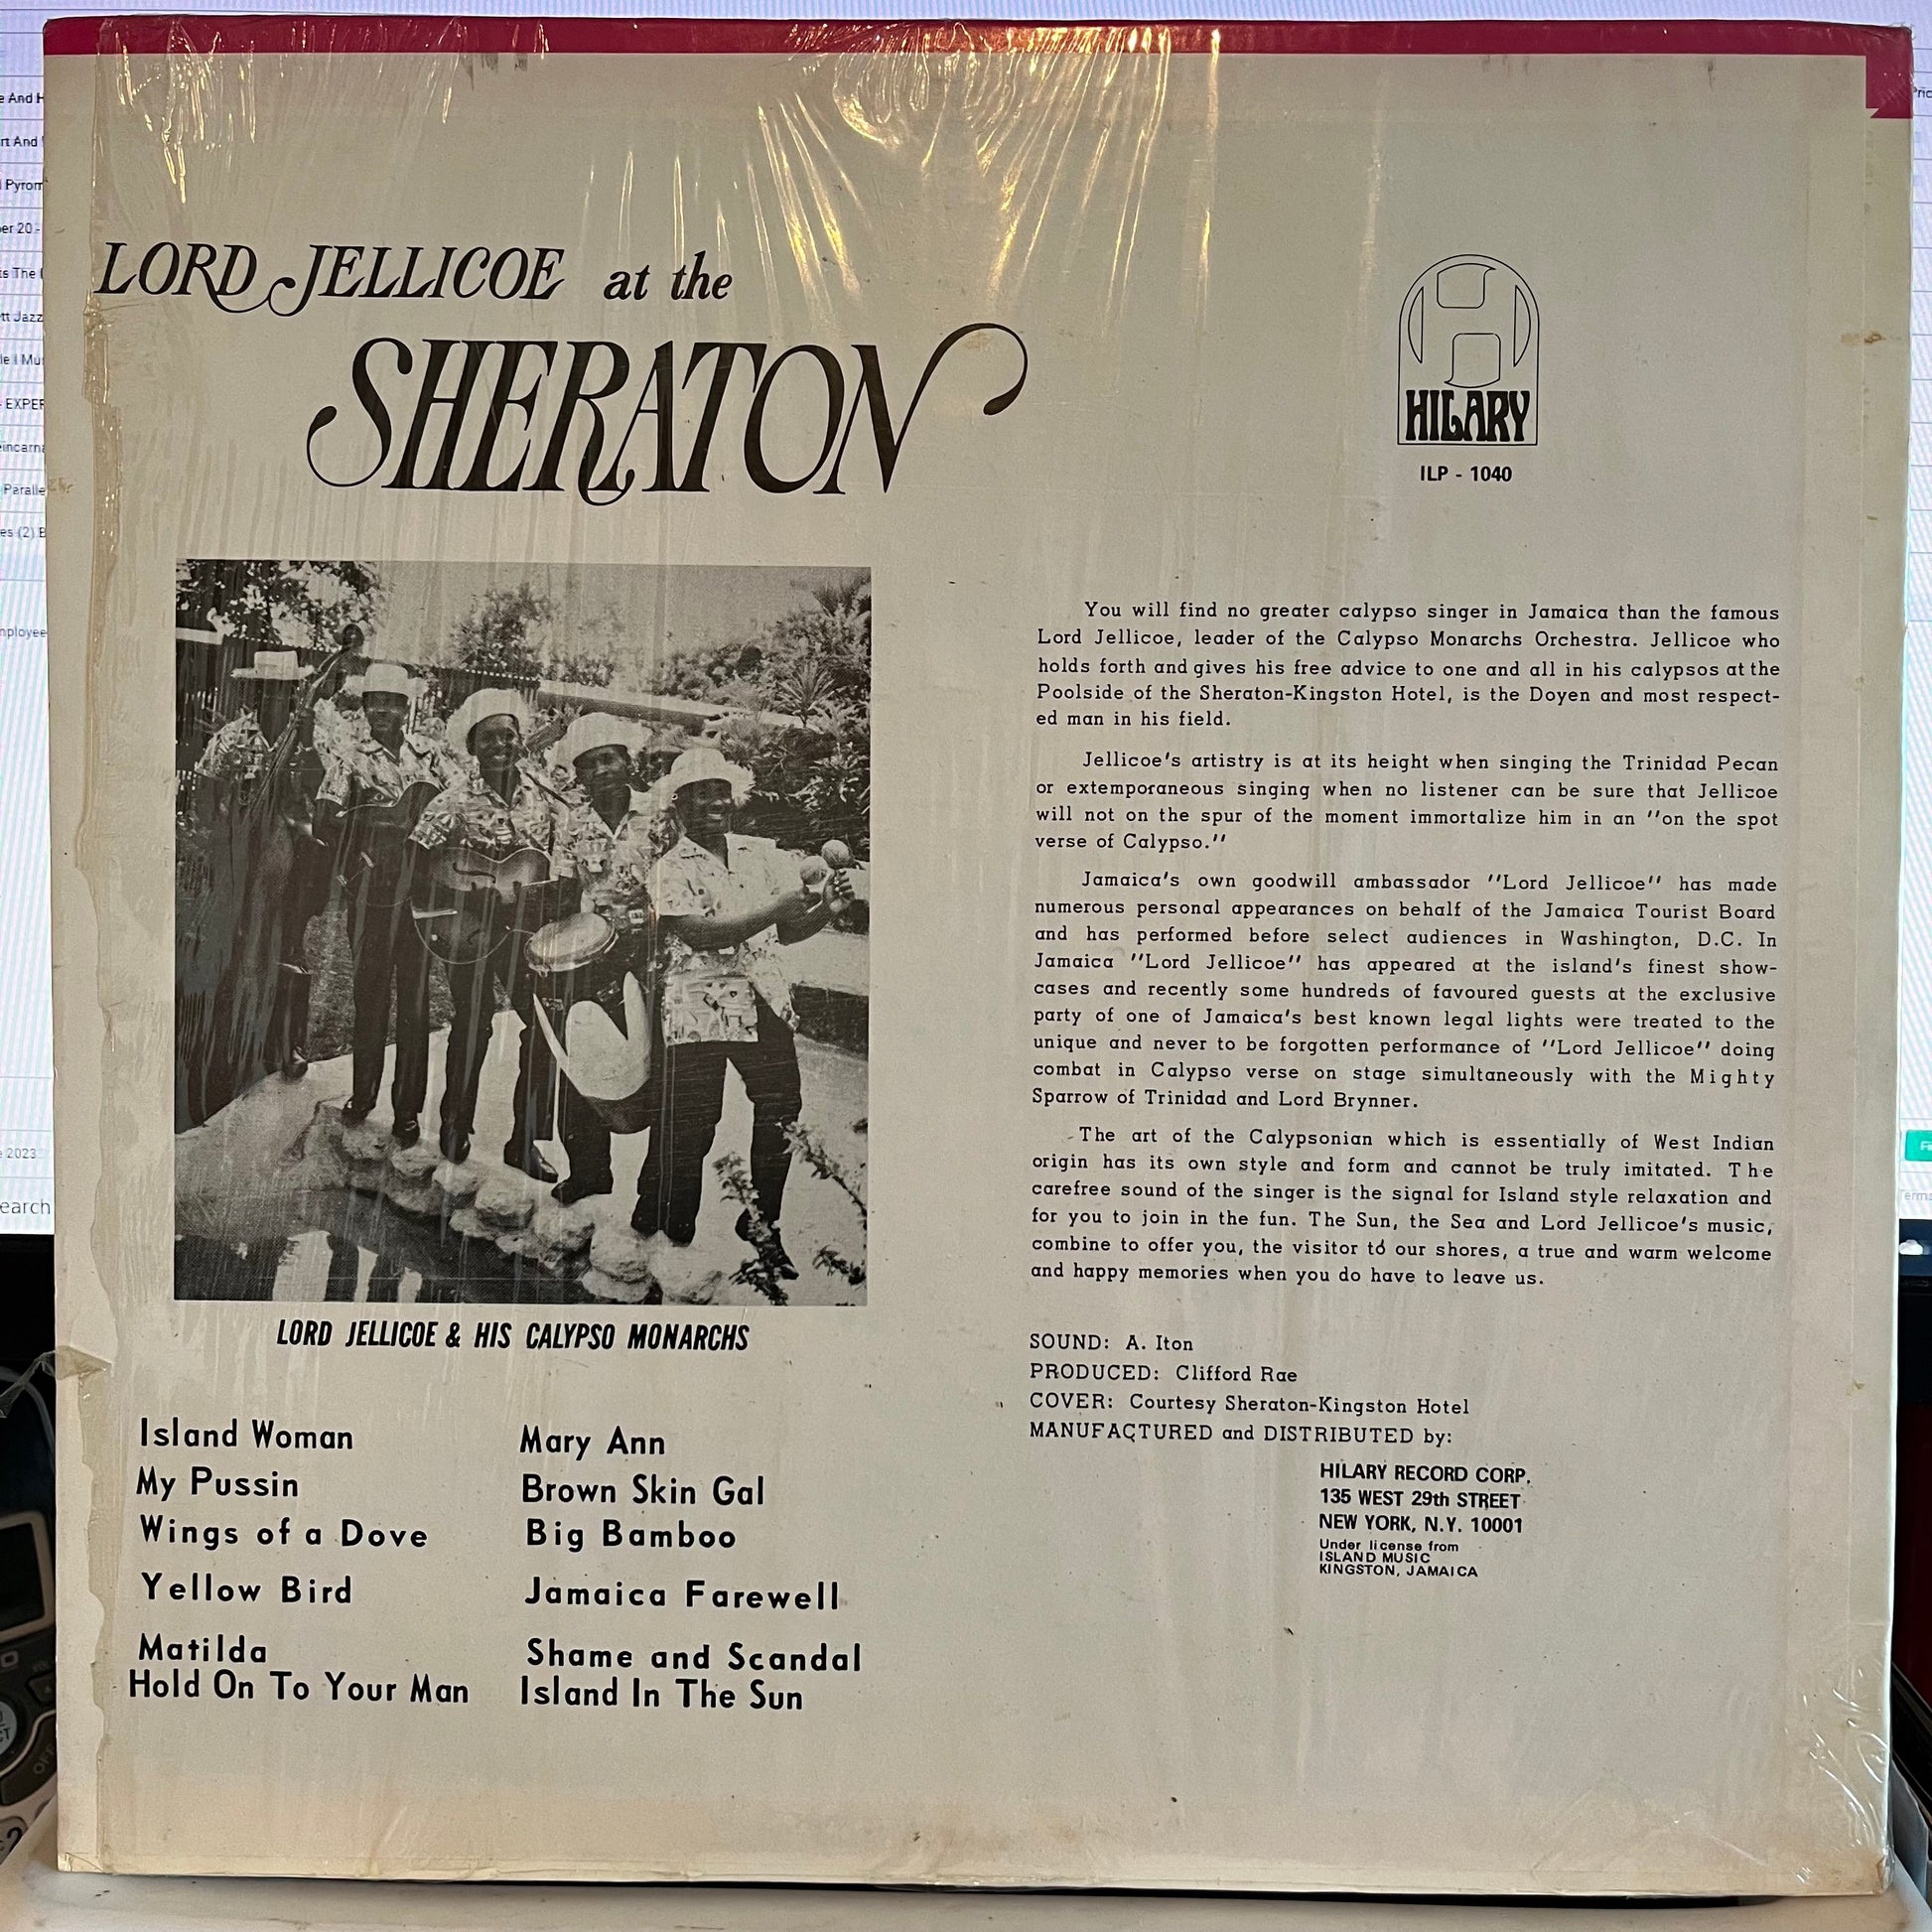 LORD JELLICOE at the
SHERATON
HILARY
ILP - 1040
You will find no greater calypso singer in Jamaica than the famous
Lord Jellicoe, leader of the Calypso Monarchs Orchestra. Jellicoe who
holds forth and gives his free advice to one and all in his calypsos at the
Poolside of the Sheraton-Kingston Hotel, is the Doyen and most respect-
ed man in his field.
Jellicoe's artistry is at its height when singing the Trinidad Pecan
or extemporaneous singing when no listener can be sure that Jellicoe
will not on the spur of the moment immortalize him in an "on the spot
verse of Calypso."
Jamaica's own goodwill ambassador "Lord Jellicoe" has made
numerous personal appearances on behalf of the Jamaica Tourist Board
and has performed before select audiences in Washington, D.C. In
Jamaica "Lord Jellicoe" has appeared at the island's finest show-
cases and recently some hundreds of favoured guests at the exclusive
party of one of Jamaica's best known legal lights were treated to the
unique and never to be forgotten performance of "Lord Jellicoe" doing
combat in Calypso verse on stage simultaneously with the Mighty
Sparrow of Trinidad and Lord Brynner.
The art of the Calypsonian which is essentially of West Indian
origin has its own style and form and cannot be truly imitated. The
carefree sound of the singer is the signal for Island style relaxation and
for you to join in the fun. The Sun, the Sea and Lord Jellicoe's music,
combine to offer you, the visitor to our shores, a true and warm welcome
and happy memories when you do have to leave us.
LORD JELLICOE & HIS CALYPSO MONARCHS
Island Woman
My Pussin
Wings of a Dove
Yellow Bird
Matilda
Hold On To Your Man
Mary Ann
Brown Skin Gal
Big Bamboo
Jamaica Farewell
Shame and Scandal
Island In The Sun
SOUND: A. Iton
PRODUCED: Clifford Rae
COVER: Courtesy Sheraton-Kingston Hotel
MANUFACTURED and DISTRIBUTED by:
HILARY RECORD CORP.
135 WEST 29th STREET
NEW YORK, N.Y. 10001
Under license from
ISLAND MUSIC
KINGSTON, JAMAICA